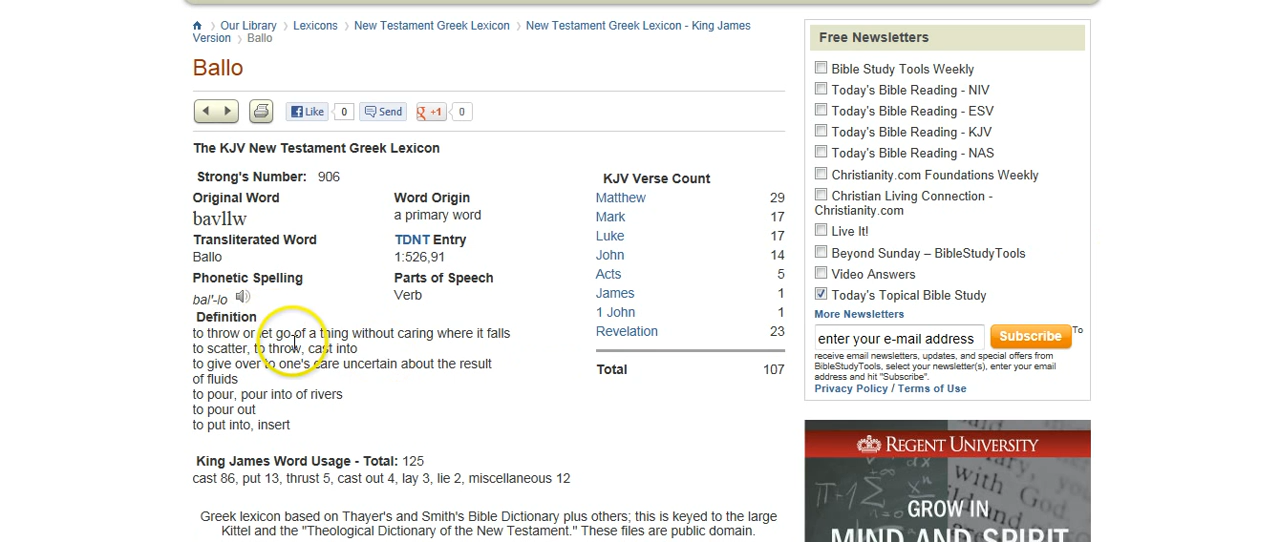 Our Library > Lexicons > New Testament Greek Lexicon > New Testament Greek Lexicon - King James
Version > Ballo
Ballo
Like 0 Send +1 0
The KJV New Testament Greek Lexicon
Strong's Number: 906
Original Word
bavllw
Transliterated Word
Ballo
Phonetic Spelling
bal'-lo
Word Origin
a primary word
TDNT Entry
1:526,91
Parts of Speech
Verb
Definition
to throw or let go of a thing without caring where it falls
to scatter, to throw, cast into
to give over to one's care uncertain about the result
of fluids
to pour, pour into of rivers
to pour out
to put into, insert
KJV Verse Count
Matthew 29
Mark 17
Luke 17
John 14
Acts 5
James 1
1 John 1
Revelation 23
Total 107
King James Word Usage - Total: 125
cast 86, put 13, thrust 5, cast out 4, lay 3, lie 2, miscellaneous 12
Greek lexicon based on Thayer's and Smith's Bible Dictionary plus others; this is keyed to the large
Kittel and the "Theological Dictionary of the New Testament." These files are public domain.
Free Newsletters
Bible Study Tools Weekly
Today's Bible Reading - NIV
Today's Bible Reading - ESV
Today's Bible Reading - KJV
Today's Bible Reading - NAS
Christianity.com Foundations Weekly
Christian Living Connection -
Christianity.com
Live It!
Beyond Sunday – BibleStudyTools
Video Answers
Today's Topical Bible Study
More Newsletters
enter your e-mail address Subscribe To
receive email newsletters, updates, and special offers from
BibleStudyTools, select your newsletter(s), enter your email
address and hit "Subscribe".
Privacy Policy / Terms of Use
REGENT UNIVERSITY
GROW IN
MIND AND SPIRIT